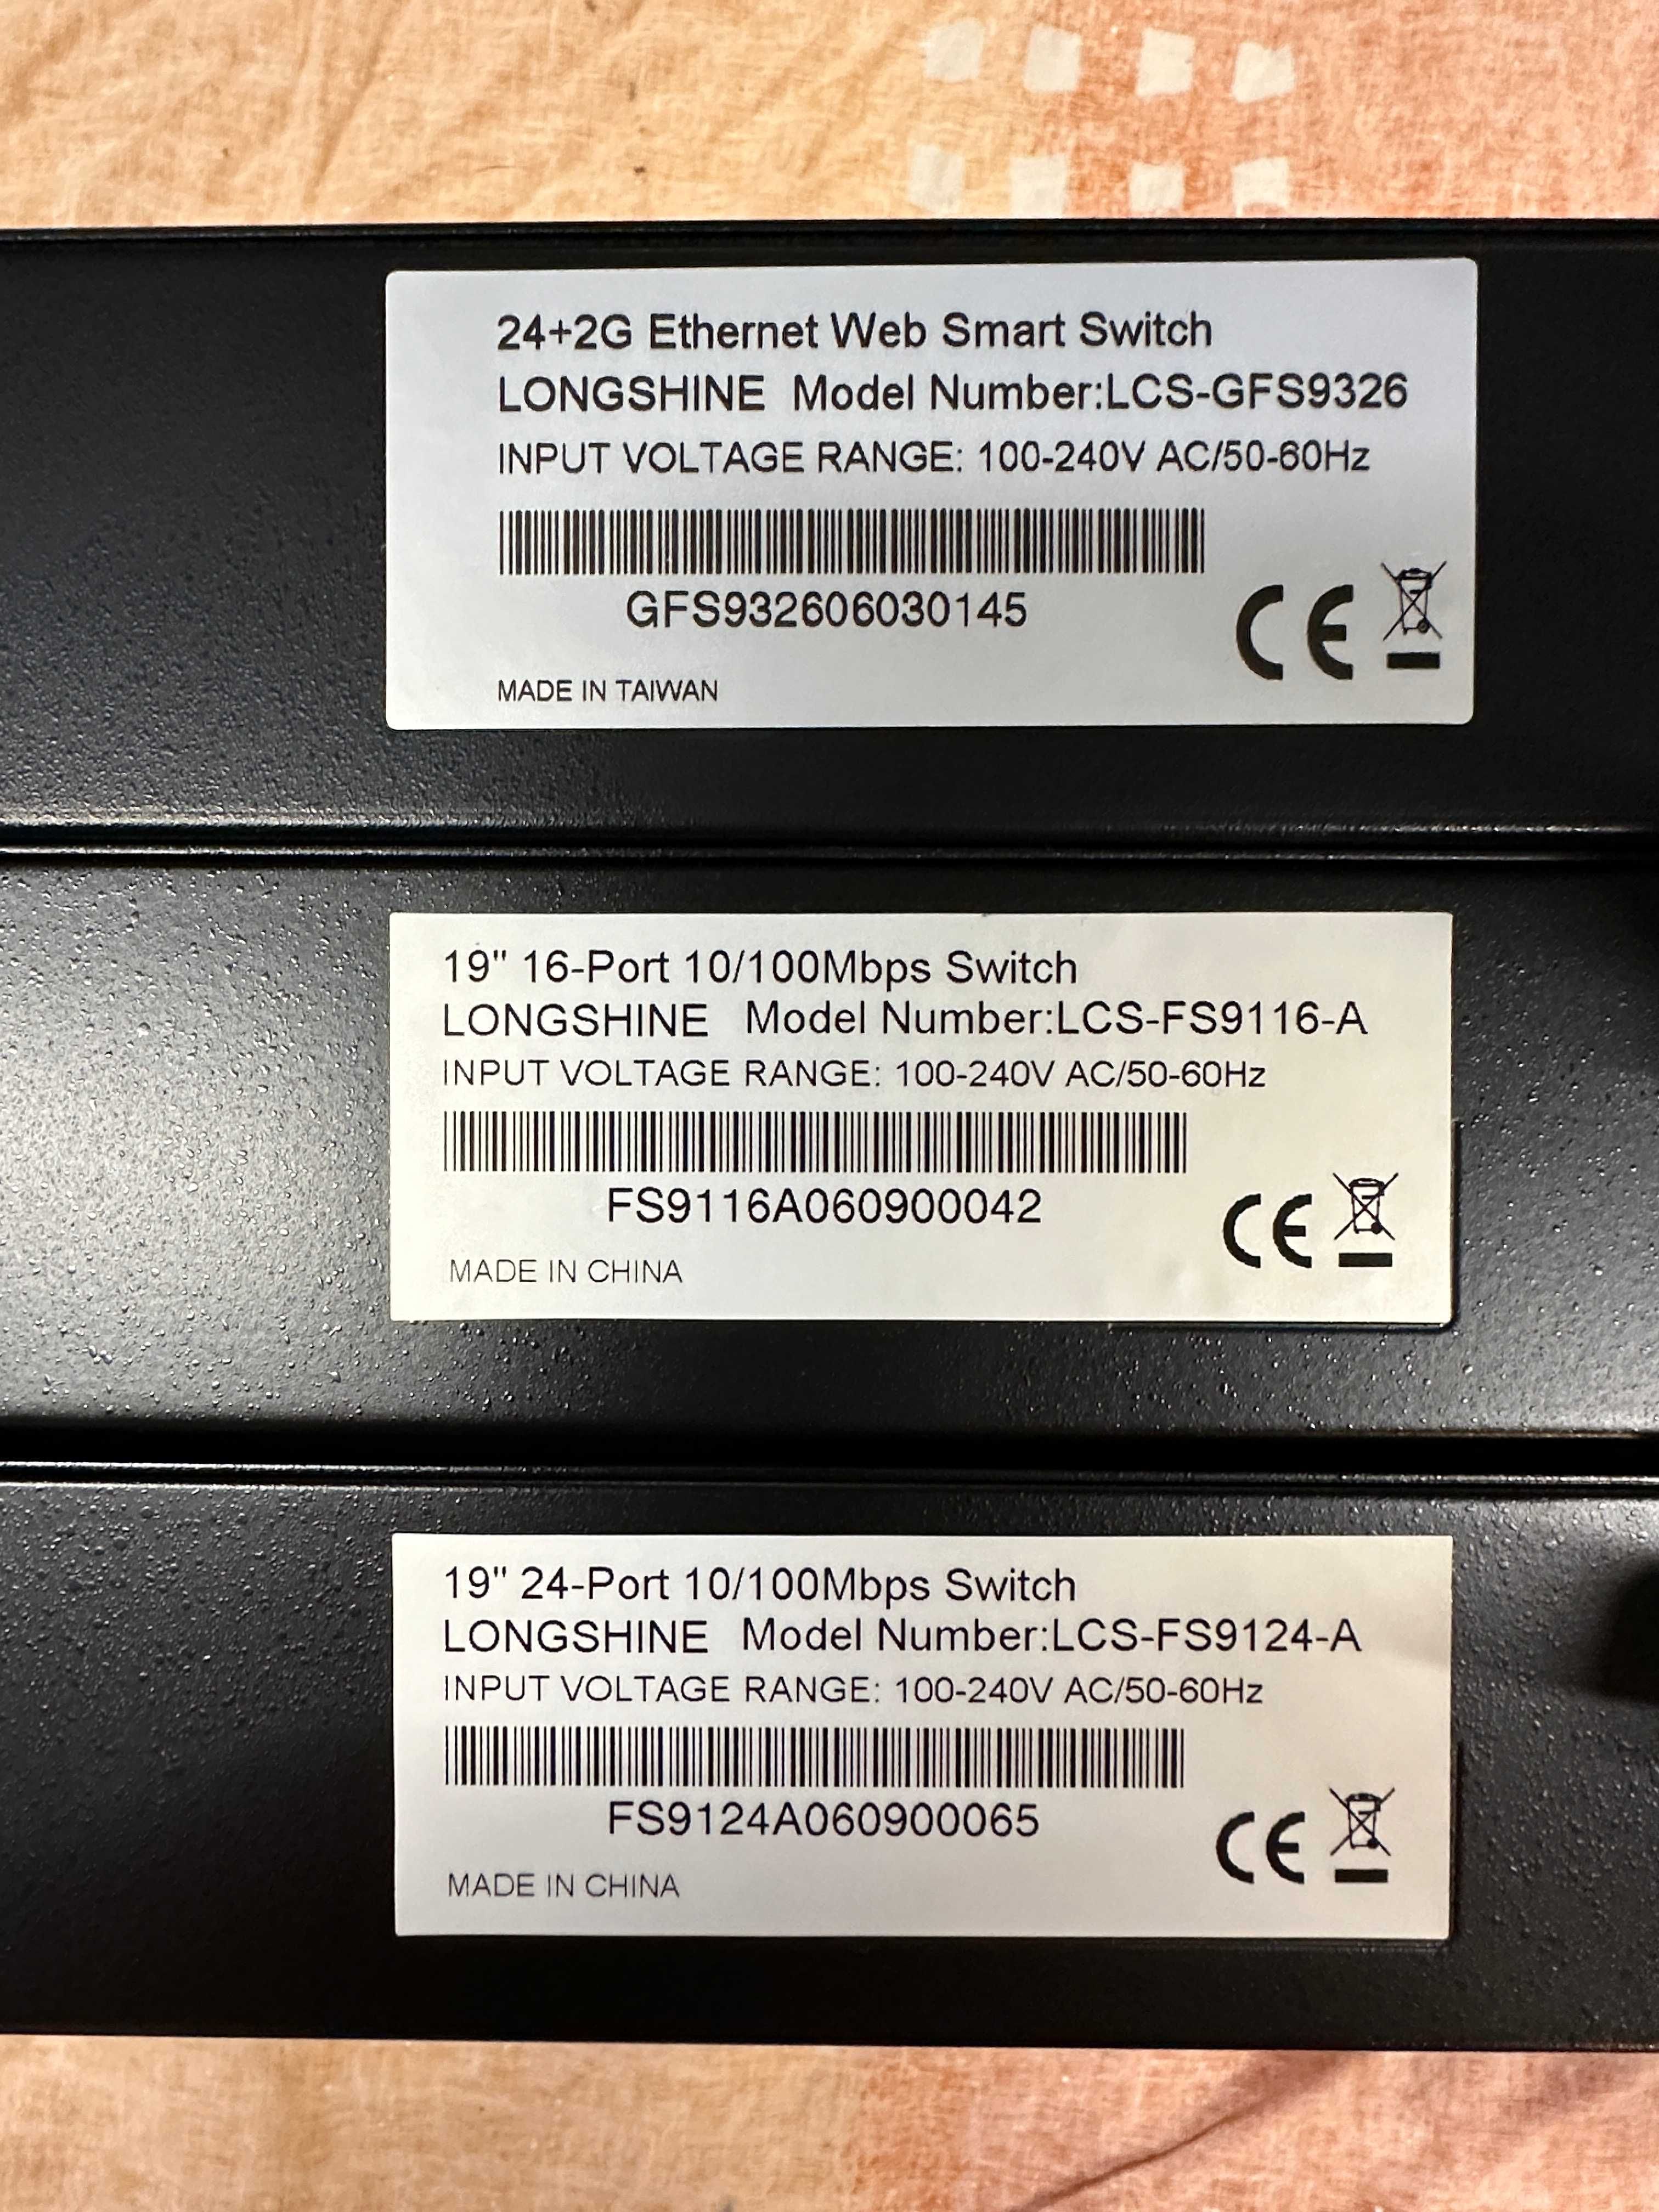 24+2G Ethernet Web Smart Switch
LONGSHINE Model Number:LCS-GFS9326
INPUT VOLTAGE RANGE: 100-240V AC/50-60Hz
GFS932606030145
CE
MADE IN TAIWAN
19" 16-Port 10/100Mbps Switch
LONGSHINE Model Number:LCS-FS9116-A
INPUT VOLTAGE RANGE: 100-240V AC/50-60Hz
FS9116A060900042
CE
MADE IN CHINA
19" 24-Port 10/100Mbps Switch
LONGSHINE Model Number:LCS-FS9124-A
INPUT VOLTAGE RANGE: 100-240V AC/50-60Hz
FS9124A060900065
CE
MADE IN CHINA